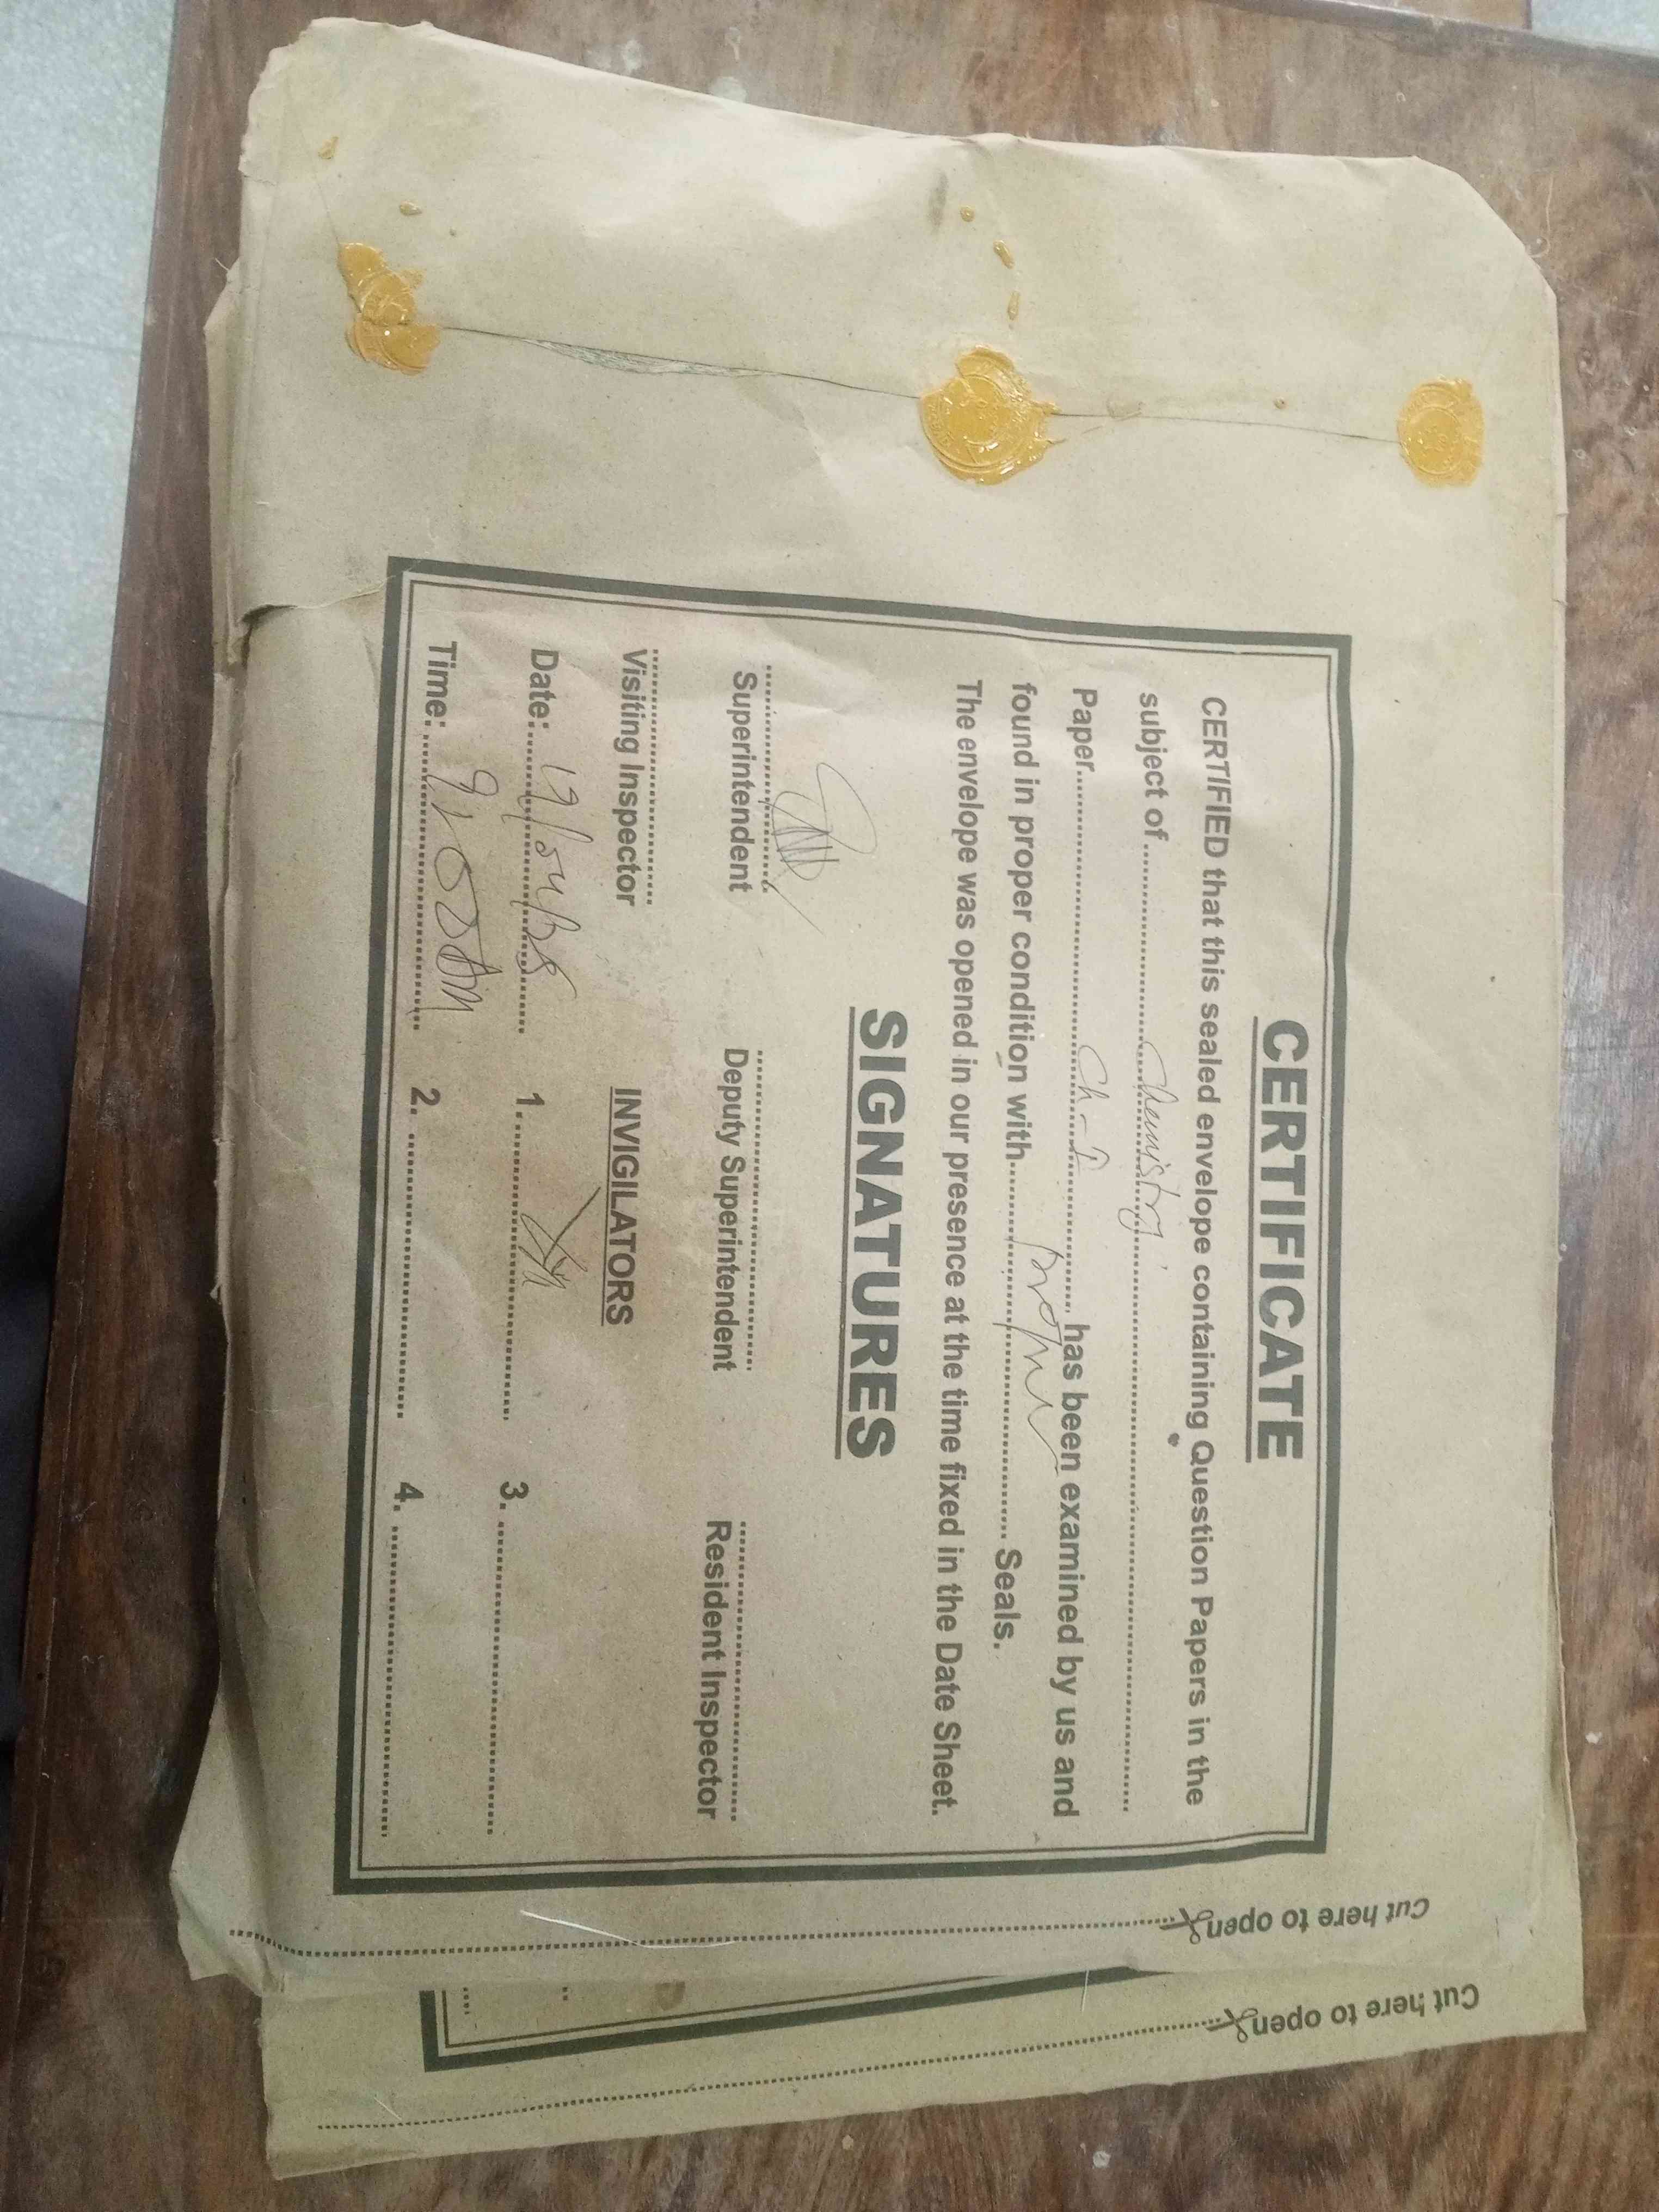 CERTIFICATE
CERTIFIED that this sealed envelope containing Question Papers in the
subject of.......Chemistry.......
Paper.......Ch-I....... has been examined by us and
found in proper condition with.......proper.......Seals.
The envelope was opened in our presence at the time fixed in the Date Sheet.
SIGNATURES
Superintendent Deputy Superintendent Resident Inspector
Visiting Inspector INVIGILATORS
Date: 1. 3.
Time: 2. 4.
Cut here to open
Cut here to open